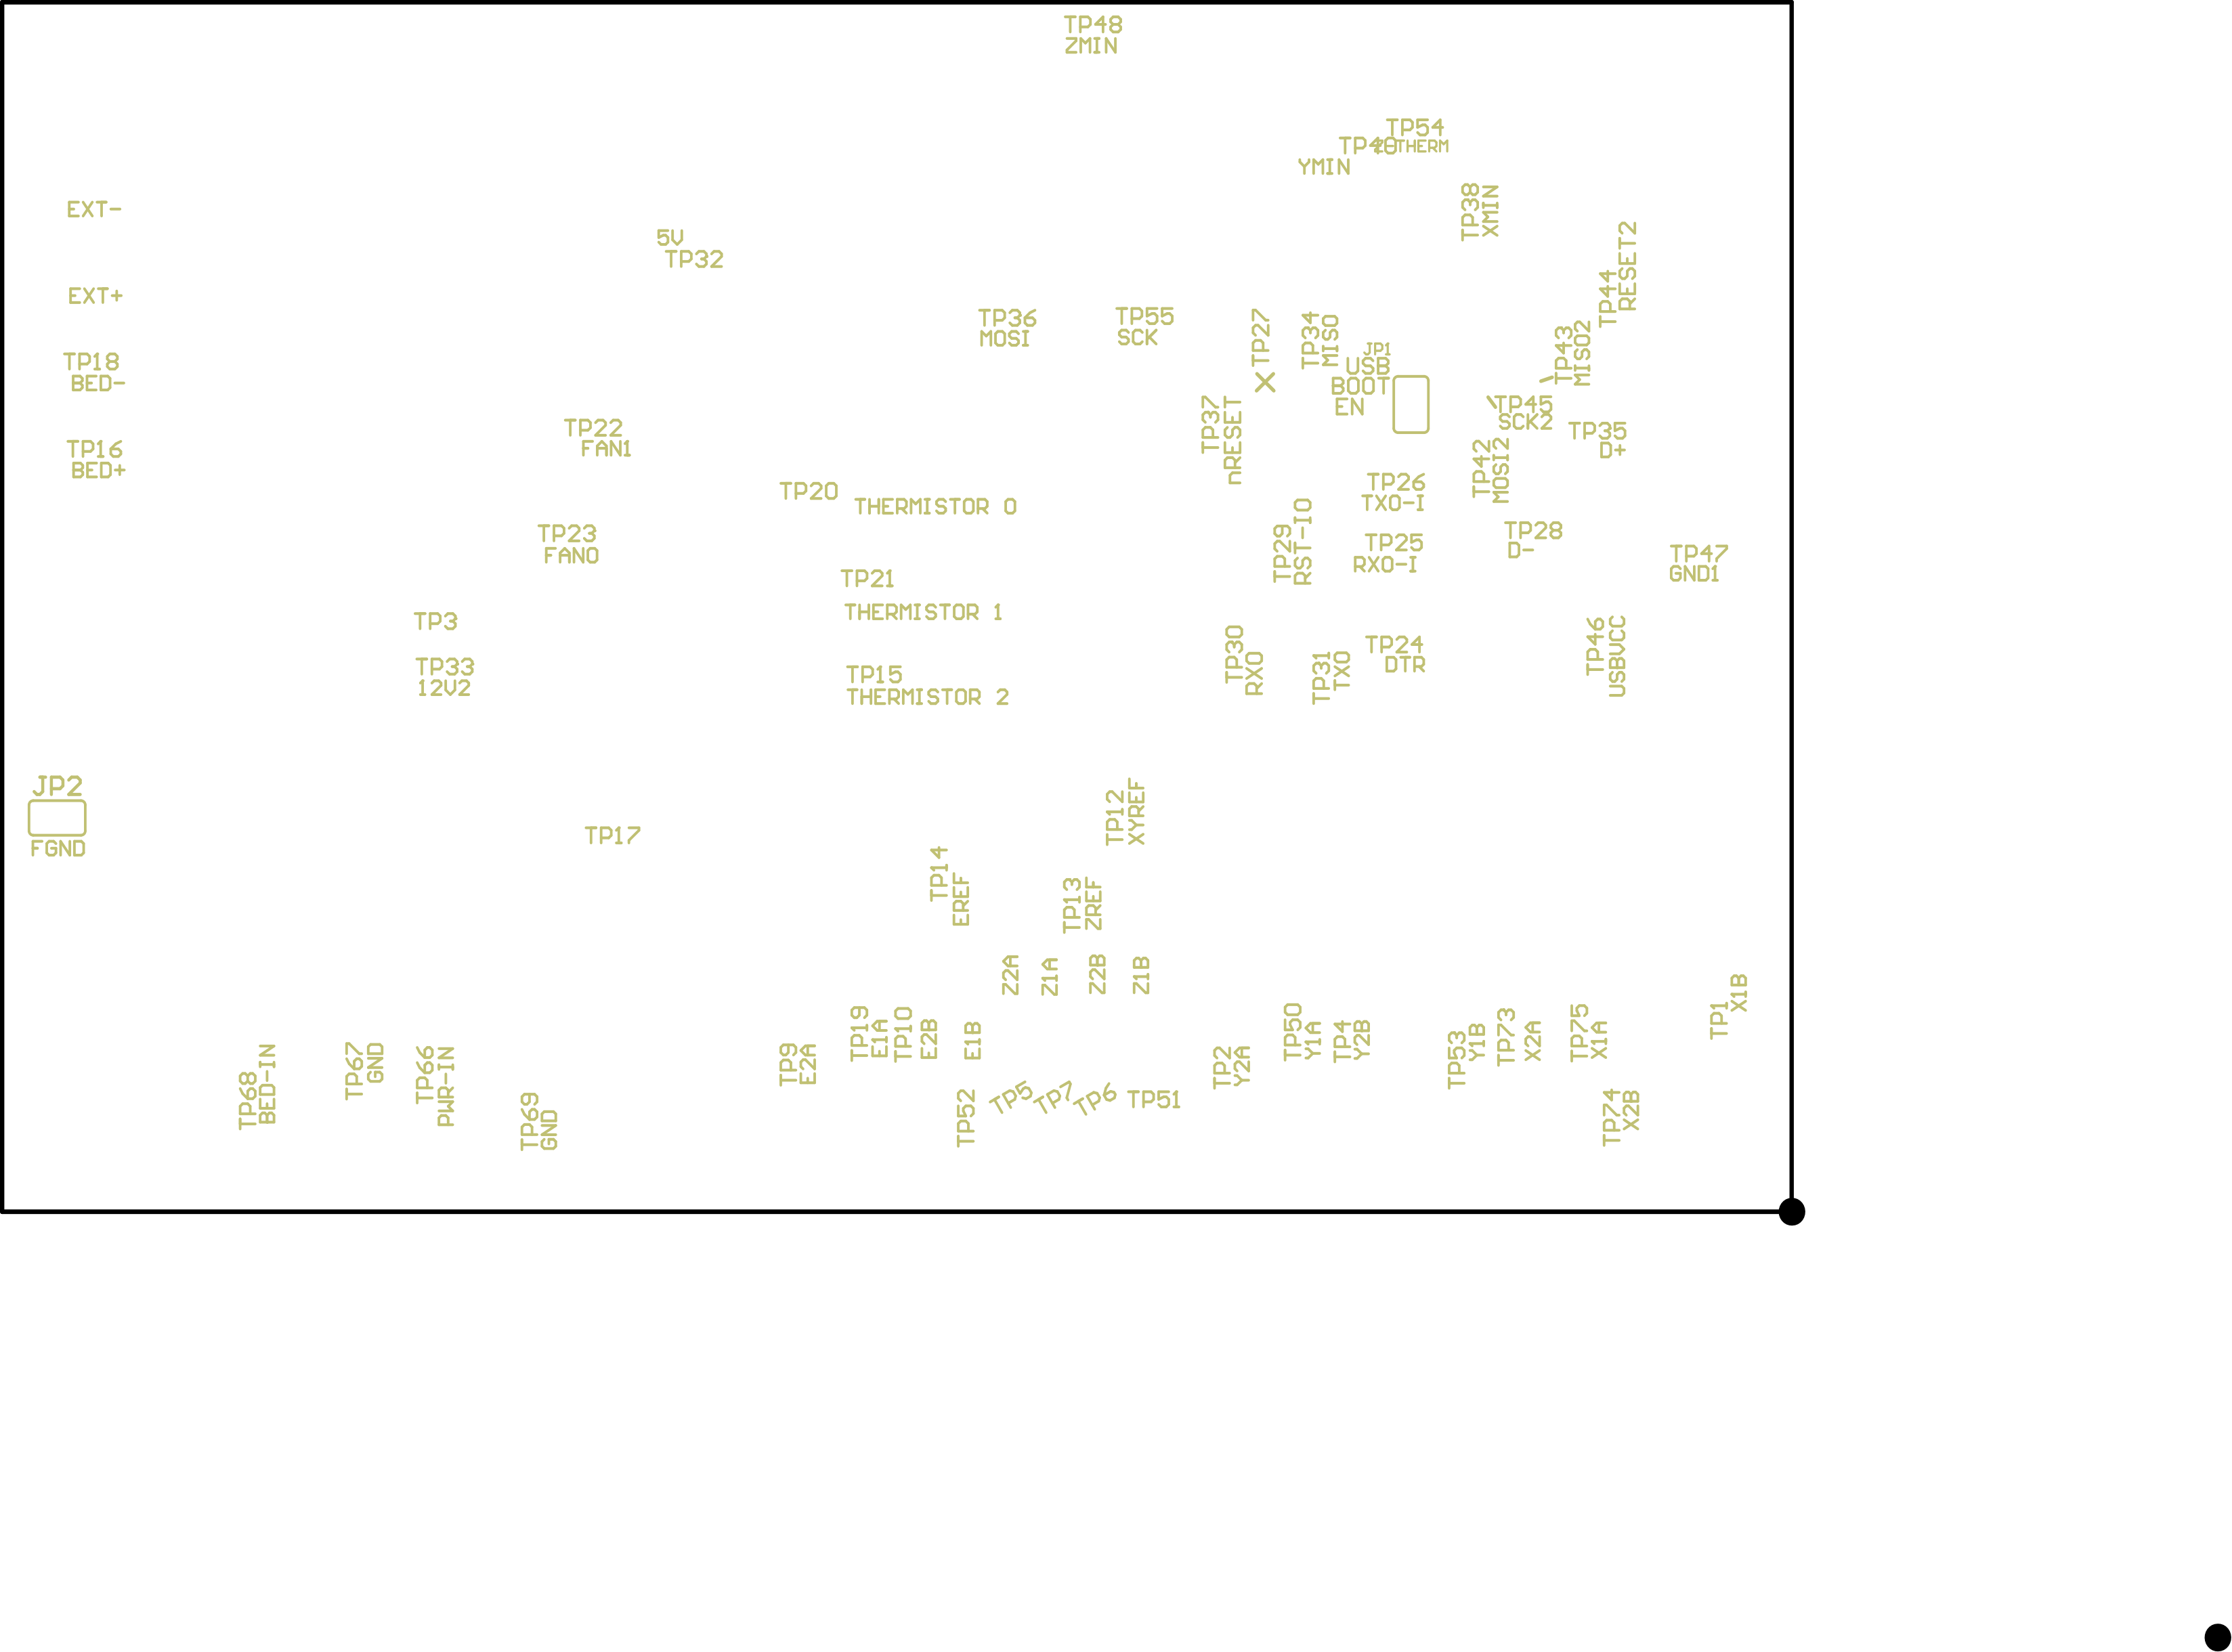 TP48
ZMIN
TP54
TP40
THERM
YMIN
TP38
XMIN
EXT-
5V
TP32
RESET2
TP44
EXT+
TP36
MOSI
TP55
SCK
TP27
X
TP34
MISO
JP1
USB
BOOT
EN
TP43
MISO2
TP18
BED-
TP37
nRESET
TP45
SCK2
TP35
D+
TP22
FAN1
TP16
BED+
TP42
MOSI2
TP26
TX0-I
TP20
THERMISTOR 0
TP29
RST-IO
TP23
FAN0
TP25
RX0-I
TP28
D-
TP47
GND1
TP21
THERMISTOR 1
TP3
TP30
RX0
TP31
TX0
TP24
DTR
TP46
USBVCC
TP33
12V2
TP15
THERMISTOR 2
JP2
FGND
TP17
TP12
XYREF
TP14
EREF
TP13
ZREF
Z2A
Z1A
Z2B
Z1B
TP1
X1B
TP68
BED-IN
TP67
GND
TP66
PWR-IN
TP69
GND
TP9
E2A
TP19
E1A
TP10
E2B
E1B
TP52
TP5
TP7
TP6
TP51
TP2
Y2A
TP50
Y1A
TP4
Y2B
TP53
Y1B
TP73
X2A
TP75
X1A
TP74
X2B